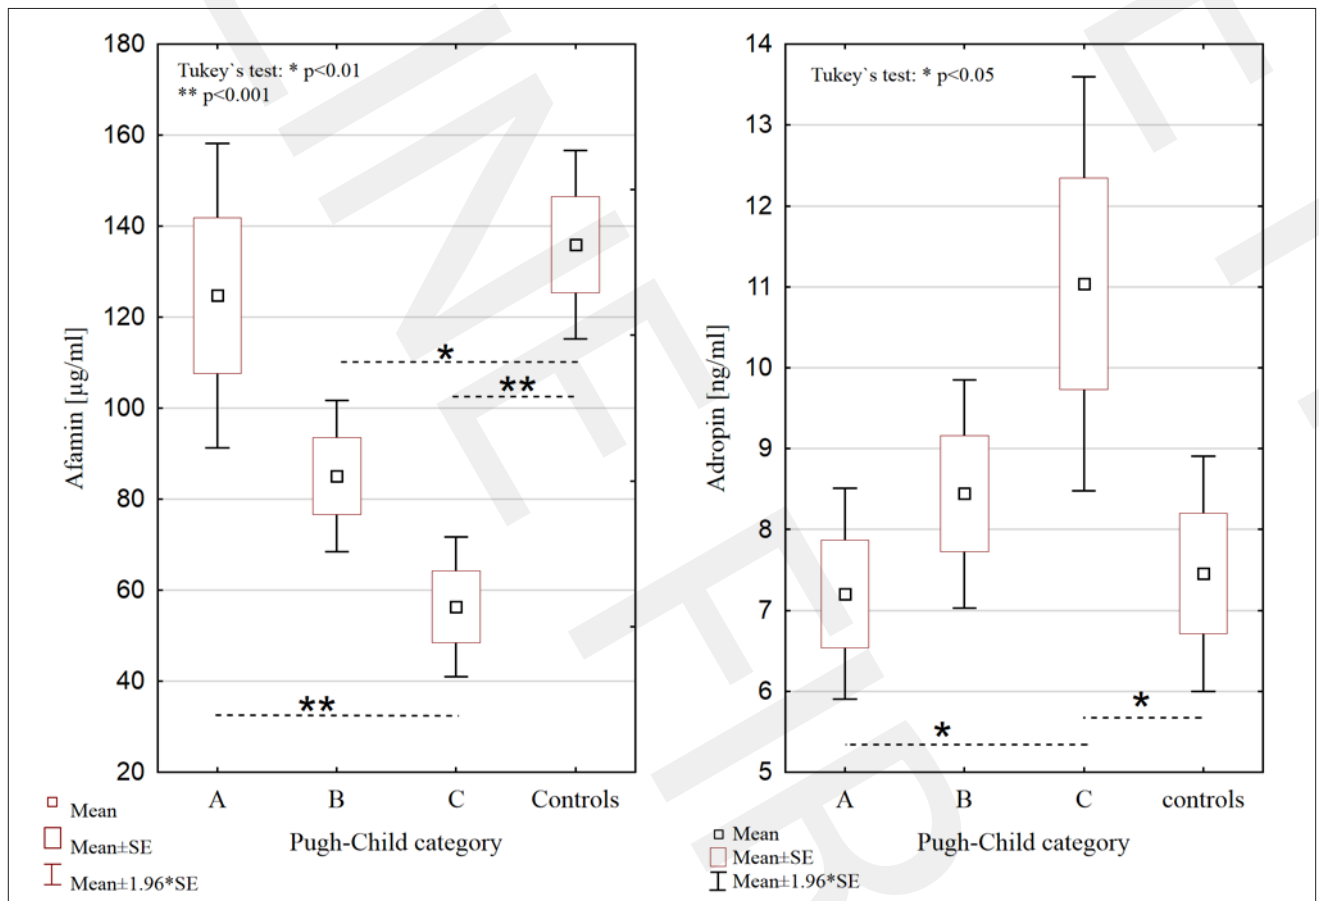 180
160
140
120
100
80
60
40
20
Afamin [µg/ml]
Tukey`s test: * p<0.01
** p<0.001
*
**
**
A B C Controls
Pugh-Child category
Mean
Mean±SE
Mean±1.96*SE
14
13
12
11
10
9
8
7
6
5
Adropin [ng/ml]
Tukey`s test: * p<0.05
*
*
A B C controls
Pugh-Child category
Mean
Mean±SE
Mean±1.96*SE